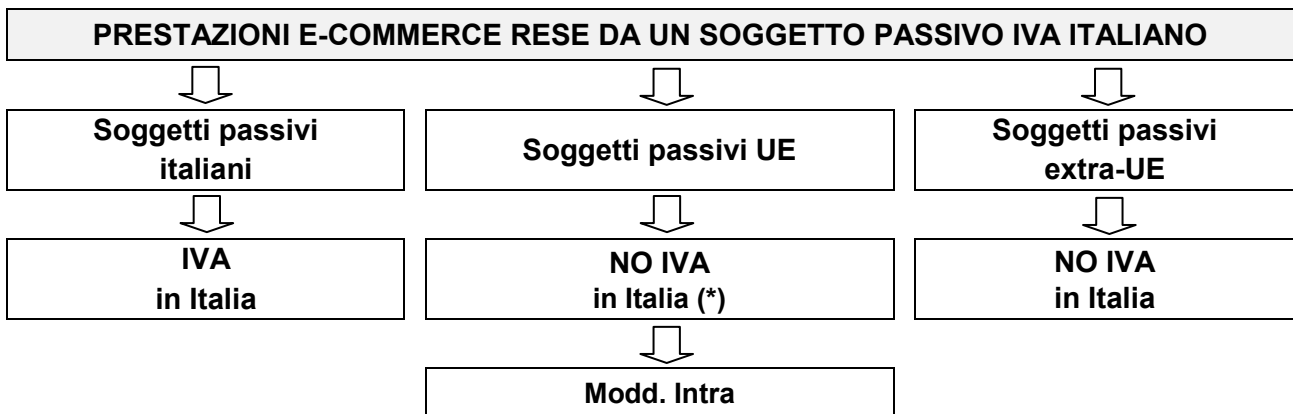 PRESTAZIONI E-COMMERCE RESE DA UN SOGGETTO PASSIVO IVA ITALIANO
Soggetti passivi
italiani
Soggetti passivi UE
Soggetti passivi
extra-UE
IVA
in Italia
NO IVA
in Italia (*)
NO IVA
in Italia
Modd. Intra